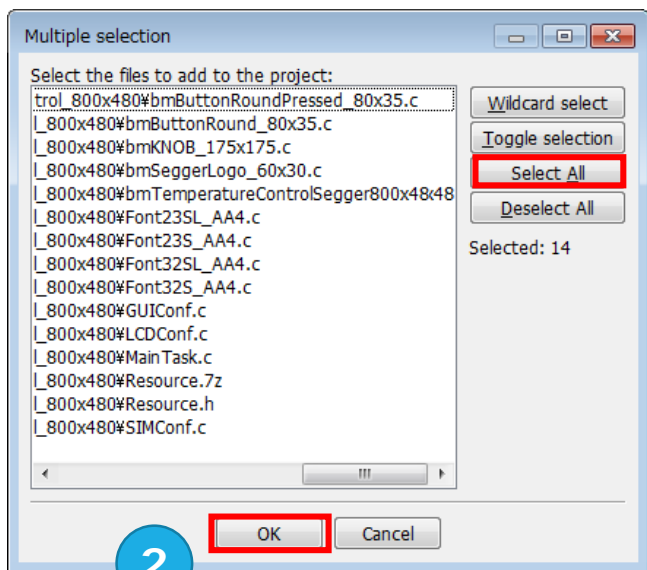 Multiple selection
Select the files to add to the project:
trol_800x480¥bmButtonRoundPressed_80x35.c
l_800x480¥bmButtonRound_80x35.c
l_800x480¥bmKNOB_175x175.c
l_800x480¥bmSeggerLogo_60x30.c
l_800x480¥bmTemperatureControlSegger800x48
l_800x480¥Font23SL_AA4.c
l_800x480¥Font23S_AA4.c
l_800x480¥Font32SL_AA4.c
l_800x480¥Font32S_AA4.c
l_800x480¥GUIConf.c
l_800x480¥LCDConf.c
l_800x480¥MainTask.c
l_800x480¥Resource.7z
l_800x480¥Resource.h
l_800x480¥SIMConf.c
Wildcard select
Toggle selection
Select All
Deselect All
Selected: 14
OK
Cancel
2